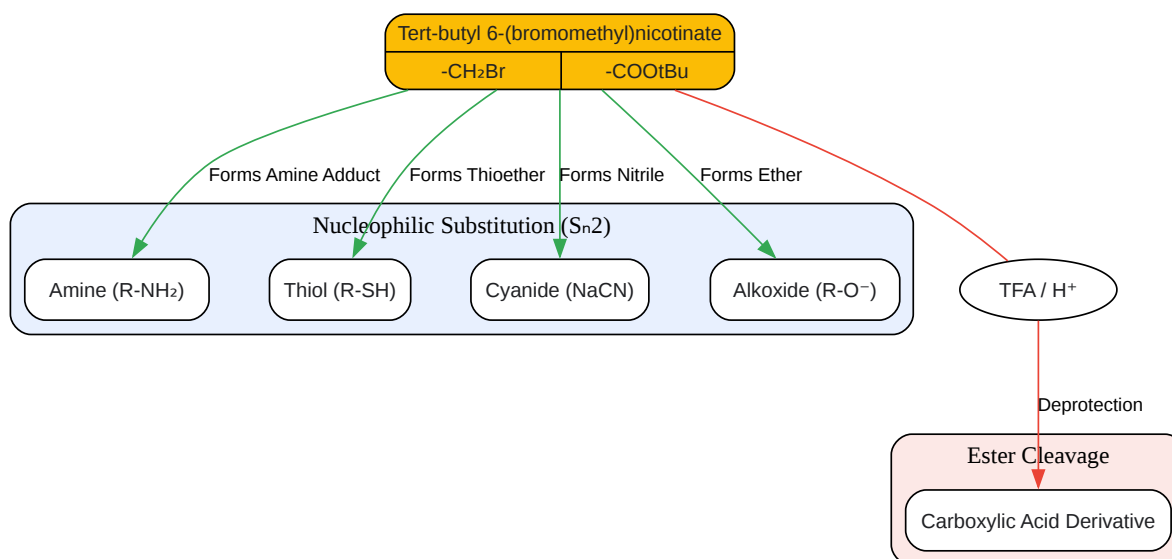 Tert-butyl 6-(bromomethyl)nicotinate
-CH₂Br
-COOtBu
Forms Amine Adduct
Forms Thioether
Forms Nitrile
Forms Ether
Nucleophilic Substitution (Sₙ2)
Amine (R-NH₂)
Thiol (R-SH)
Cyanide (NaCN)
Alkoxide (R-O⁻)
TFA / H⁺
Deprotection
Ester Cleavage
Carboxylic Acid Derivative